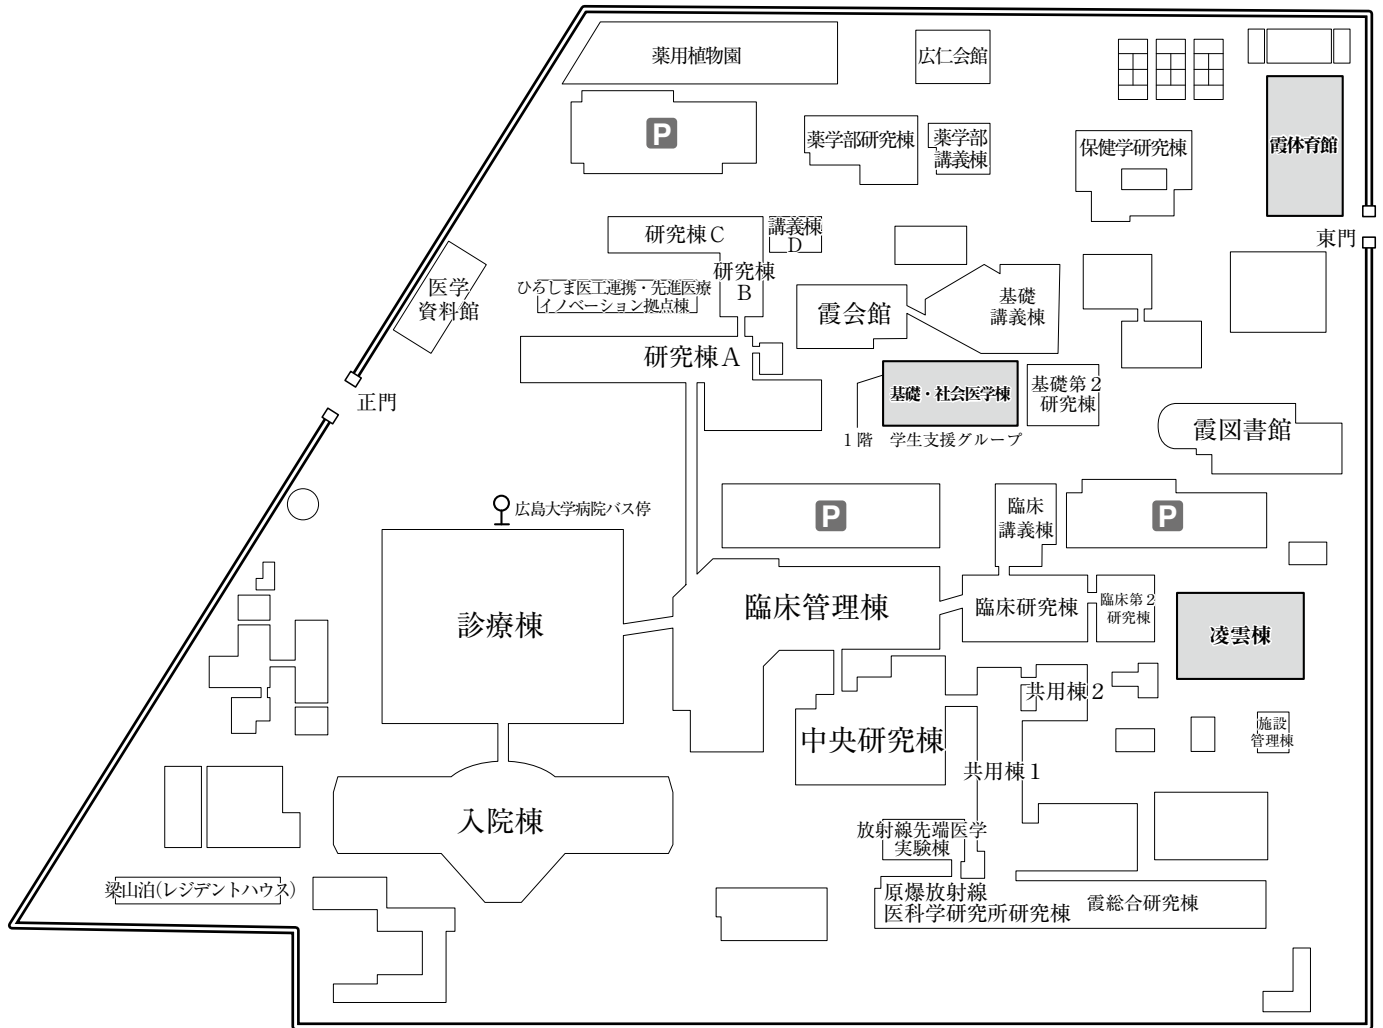 薬用植物園
広仁会館
P
薬学部研究棟
薬学部
講義棟
保健学研究棟
霞体育館
東門
研究棟C
講義棟
D
研究棟
B
医学
資料館
ひろしま医工連携・先進医療
イノベーション拠点棟
霞会館
基礎
講義棟
研究棟A
正門
基礎・社会医学棟
基礎第2
研究棟
1階 学生支援グループ
霞図書館
広島大学病院バス停
P
臨床
講義棟
P
診療棟
臨床管理棟
臨床研究棟
臨床第2
研究棟
凌雲棟
共用棟2
中央研究棟
施設
管理棟
共用棟1
入院棟
放射線先端医学
実験棟
梁山泊(レジデントハウス)
原爆放射線
医科学研究所研究棟
霞総合研究棟